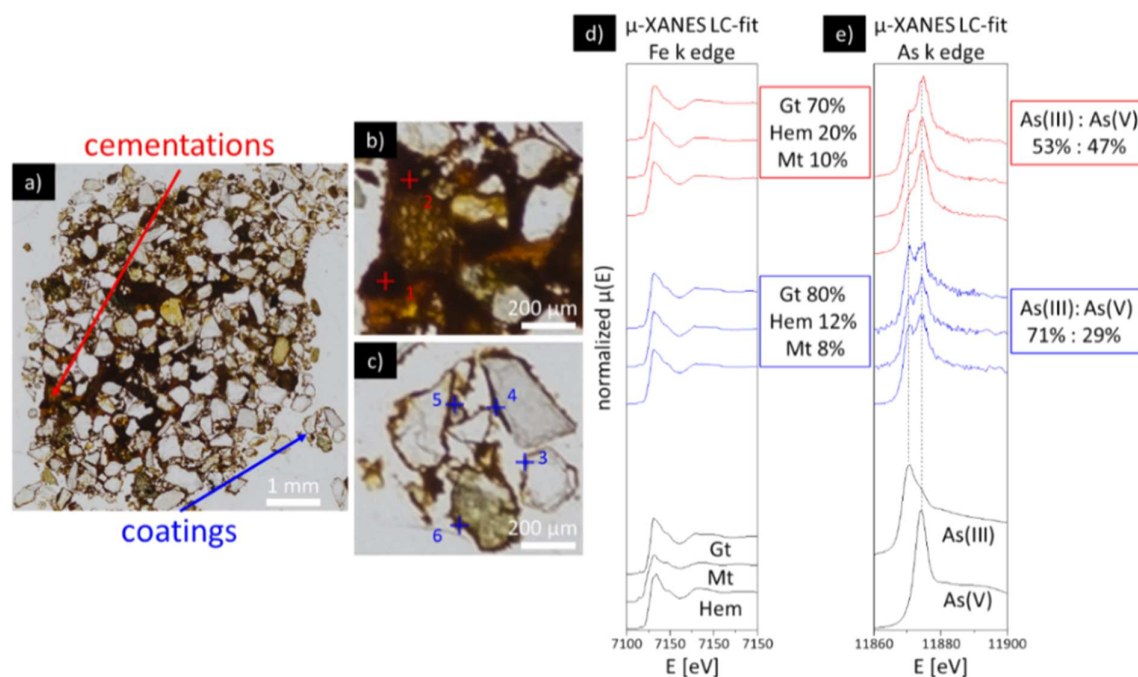 cementations
a)
1 mm
coatings
b)
2
1
200 µm
c)
5
4
3
6
200 µm
d)
µ-XANES LC-fit
Fe k edge
normalized µ(E)
Gt 70%
Hem 20%
Mt 10%
Gt 80%
Hem 12%
Mt 8%
Gt
Mt
Hem
7100 7150 7150 7150
E [eV]
e)
µ-XANES LC-fit
As k edge
As(III) : As(V)
53% : 47%
As(III): As(V)
71% : 29%
As(III)
As(V)
11860 11880 11900
E [eV]